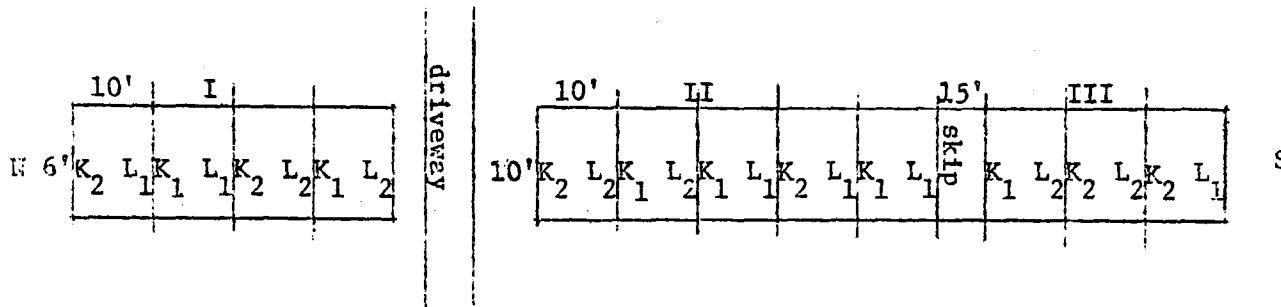 10' I 10' II 15' III
driveway
skip
N 6' K₂ L₁ K₁ L₁ K₂ L₂ K₁ L₂ 10' K₂ L₂ K₁ L₂ K₁ L₁ K₂ L₁ K₁ L₁ K₁ L₂ K₂ L₂ K₂ L₁ S